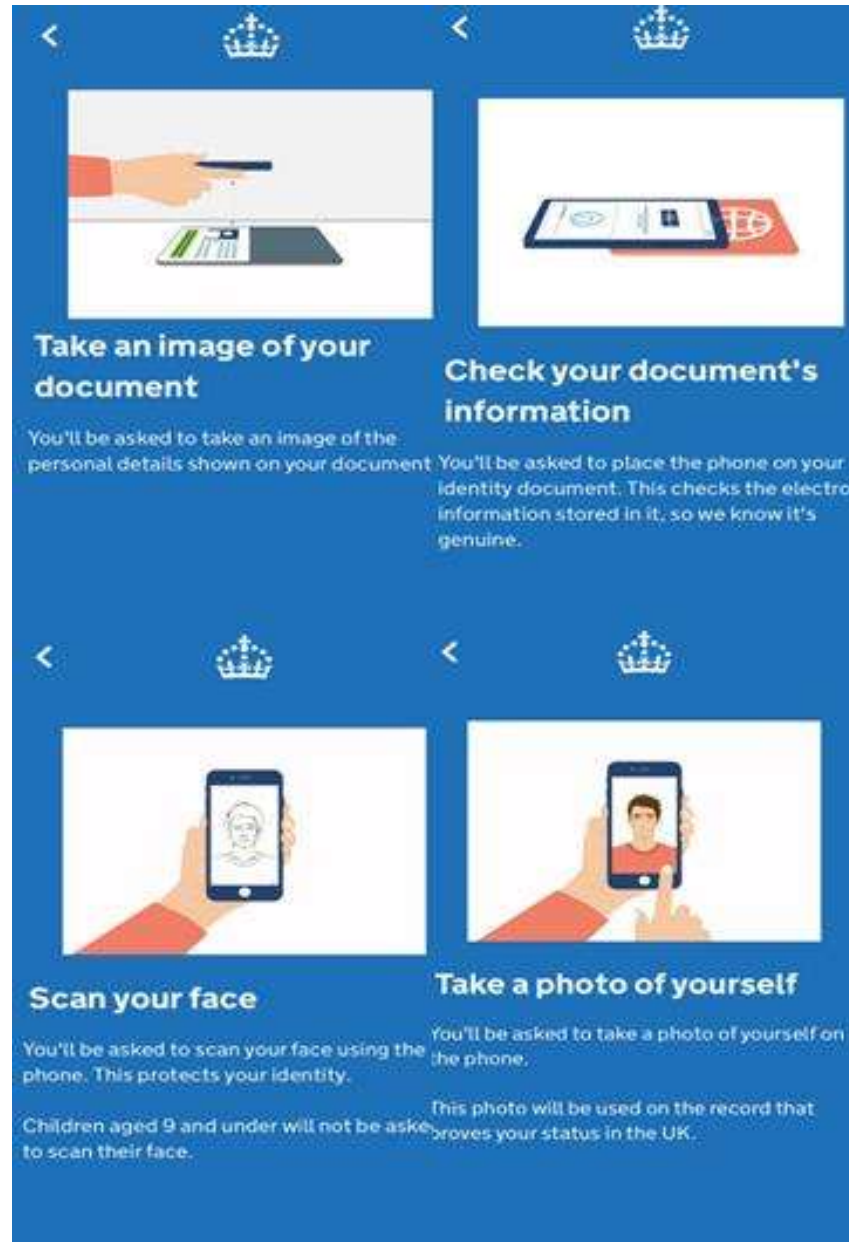 Take an image of your
document
You'll be asked to take an image of the
personal details shown on your document
Check your document's
information
You'll be asked to place the phone on your
identity document. This checks the electro
information stored in it, so we know it's
genuine.
Scan your face
You'll be asked to scan your face using the
phone. This protects your identity.
Children aged 9 and under will not be aske
to scan their face.
Take a photo of yourself
You'll be asked to take a photo of yourself on
the phone.
This photo will be used on the record that
proves your status in the UK.